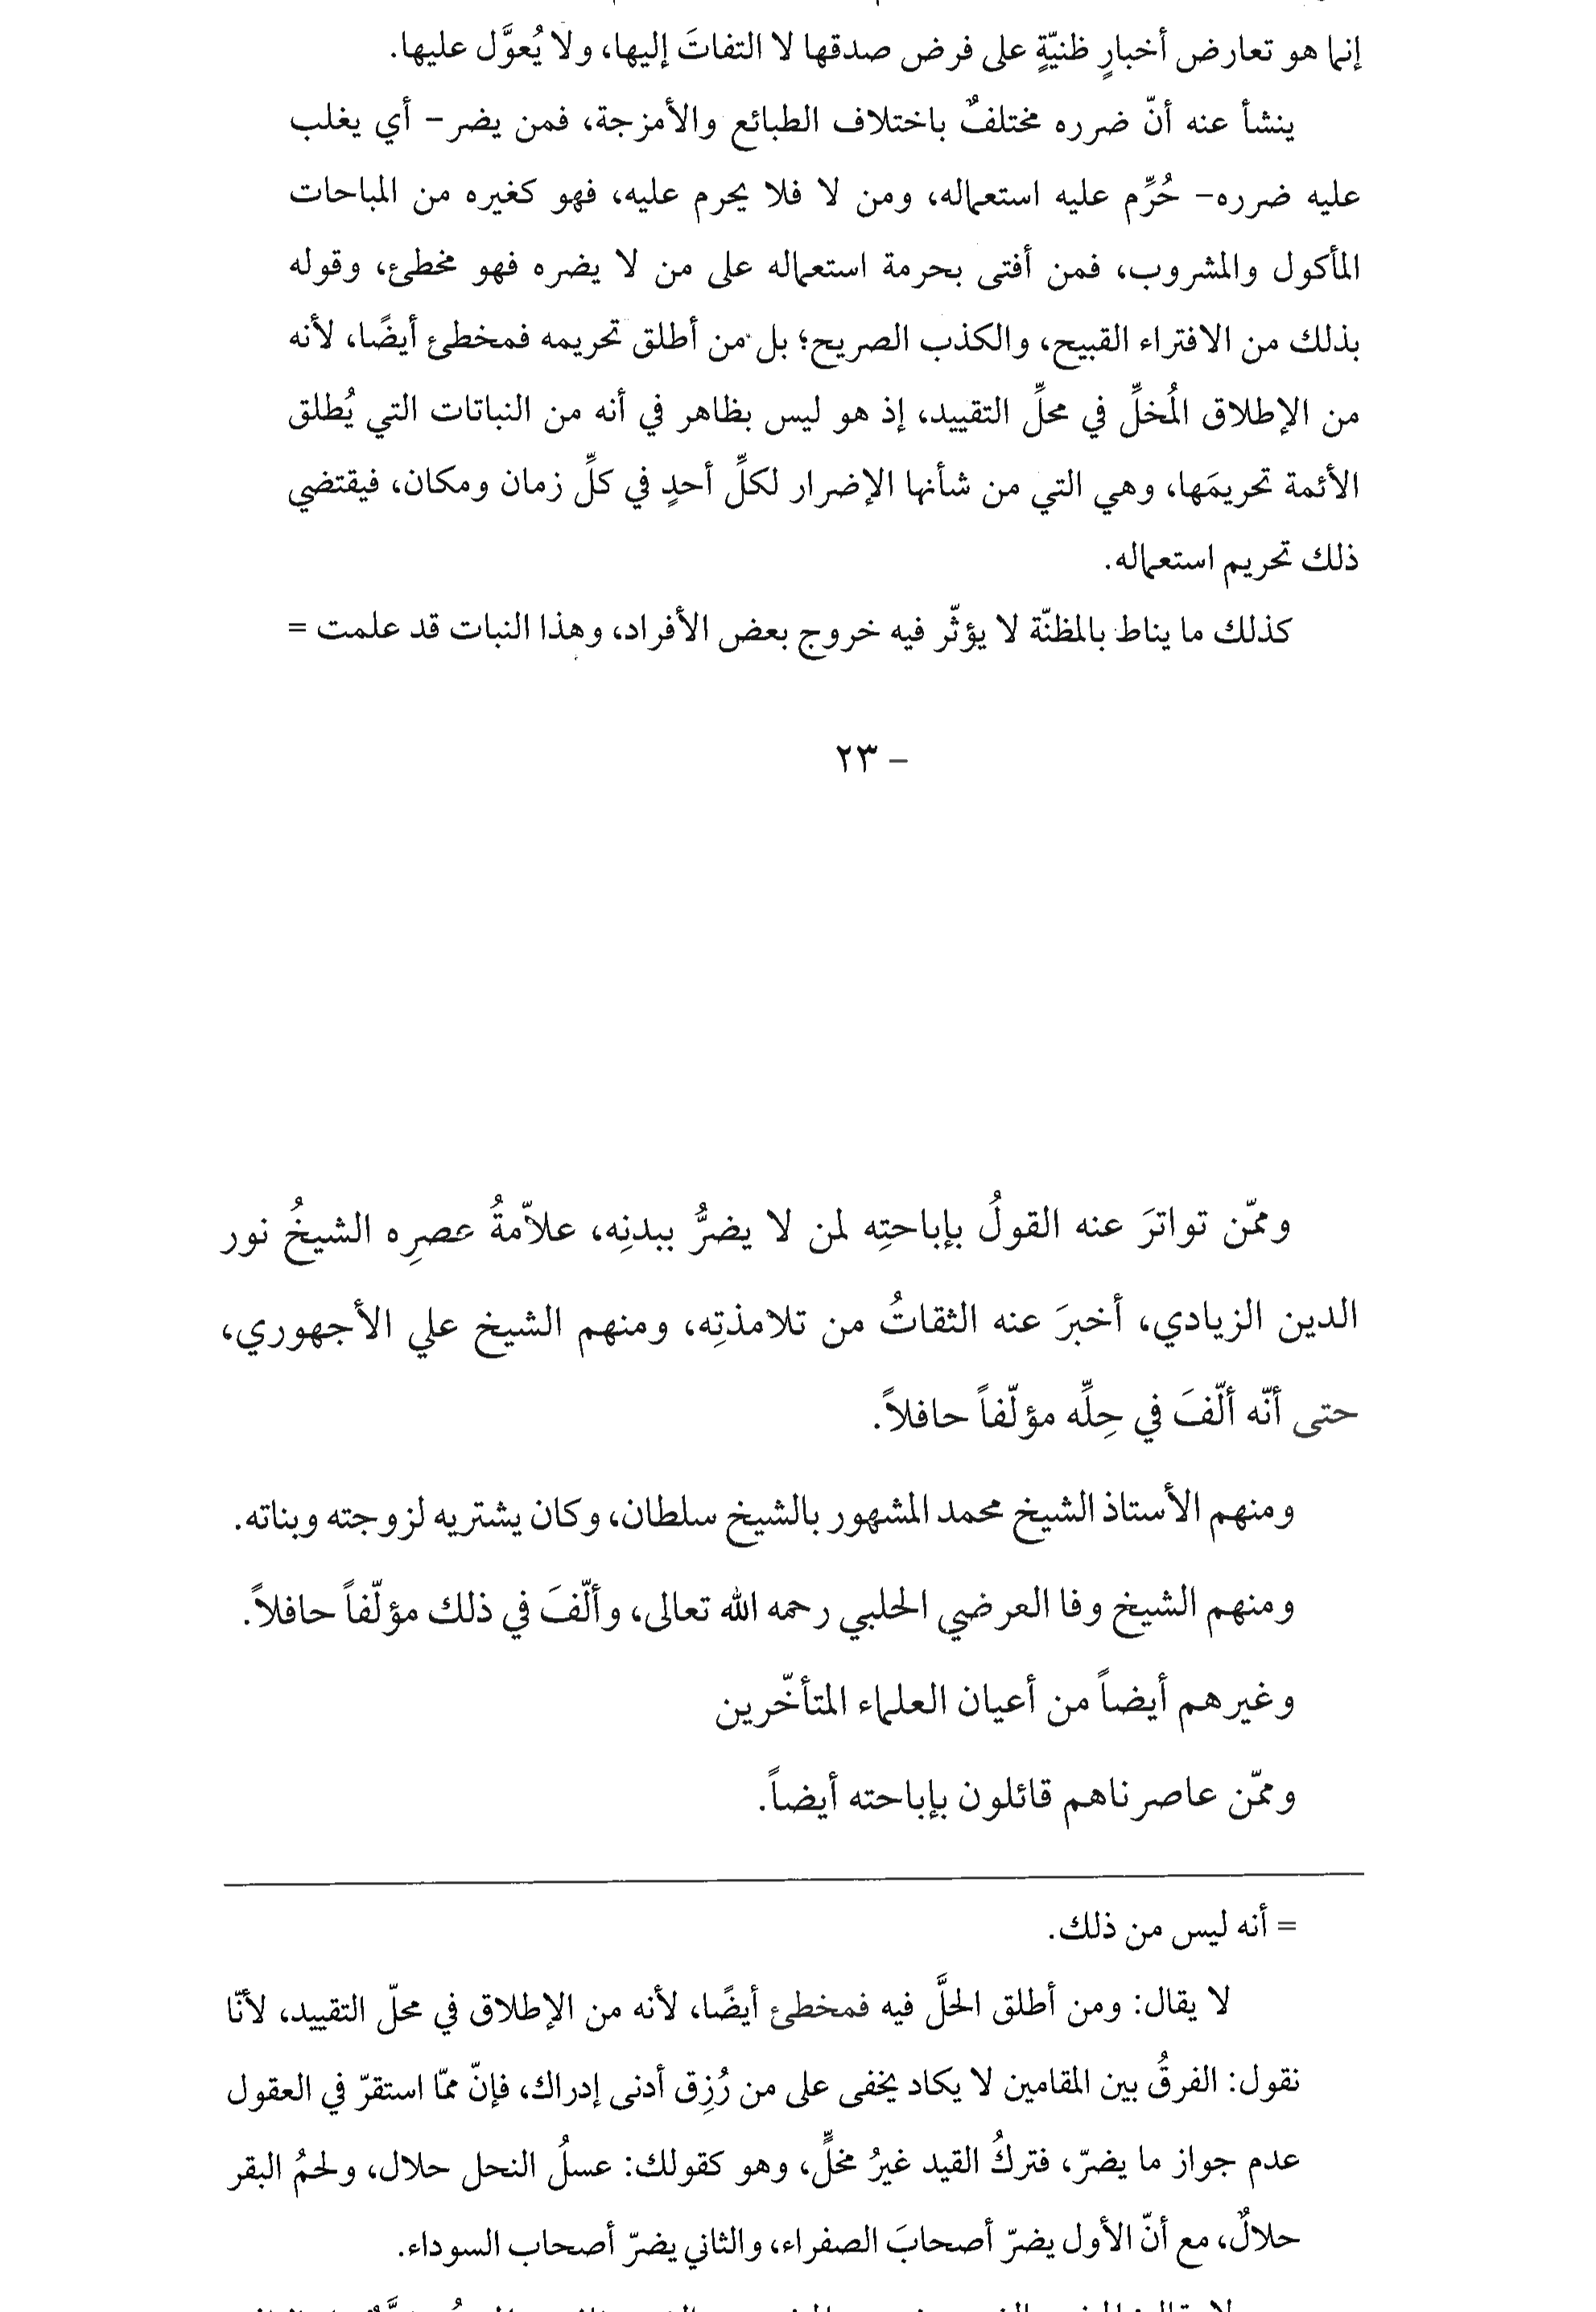 إنما هو تعارض أخبارٍ ظنيّةٍ على فرض صدقها لا التفاتَ إليها، ولا يُعوَّل عليها.
ينشأ عنه أنّ ضرره مختلفٌ باختلاف الطبائع والأمزجة، فمن يضر – أي يغلب
عليه ضرره – حُرِّم عليه استعماله، ومن لا فلا يحرم عليه، فهو كغيره من المباحات
المأكول والمشروب، فمن أفتى بحرمة استعماله على من لا يضره فهو مخطئ، وقوله
بذلك من الافتراء القبيح، والكذب الصريح؛ بل من أطلق تحريمه فمخطئ أيضًا، لأنه
من الإطلاق المُخلِّ في محلِّ التقييد، إذ هو ليس بظاهر في أنه من النباتات التي يُطلق
الأئمة تحريمَها، وهي التي من شأنها الإضرار لكلِّ أحدٍ في كلِّ زمان ومكان، فيقتضي
ذلك تحريم استعماله.
كذلك ما يناط بالمظنّة لا يؤثّر فيه خروج بعض الأفراد، وهذا النبات قد علمت =
– ٢٣
وممّن تواترَ عنه القولُ بإباحتِه لمن لا يضرُّ ببدنِه، علاّمةُ عصرِه الشيخُ نور
الدين الزيادي، أخبرَ عنه الثقاتُ من تلامذتِه، ومنهم الشيخ علي الأجهوري،
حتى أنّه ألّفَ في حِلِّه مؤلّفاً حافلاً.
ومنهم الأستاذ الشيخ محمد المشهور بالشيخ سلطان، وكان يشتريه لزوجته وبناته.
ومنهم الشيخ وفا العرضي الحلبي رحمه الله تعالى، وألّفَ في ذلك مؤلّفاً حافلاً.
وغيرهم أيضاً من أعيان العلماء المتأخّرين
وممّن عاصرناهم قائلون بإباحته أيضاً.
= أنه ليس من ذلك.
لا يقال: ومن أطلق الحلَّ فيه فمخطئ أيضًا، لأنه من الإطلاق في محلّ التقييد، لأنّا
نقول: الفرقُ بين المقامين لا يكاد يخفى على من رُزِق أدنى إدراك، فإنّ ممّا استقرّ في العقول
عدم جواز ما يضرّ، فتركُ القيد غيرُ مخلٍّ، وهو كقولك: عسلُ النحل حلال، ولحمُ البقر
حلالٌ، مع أنّ الأول يضرّ أصحابَ الصفراء، والثاني يضرّ أصحاب السوداء.